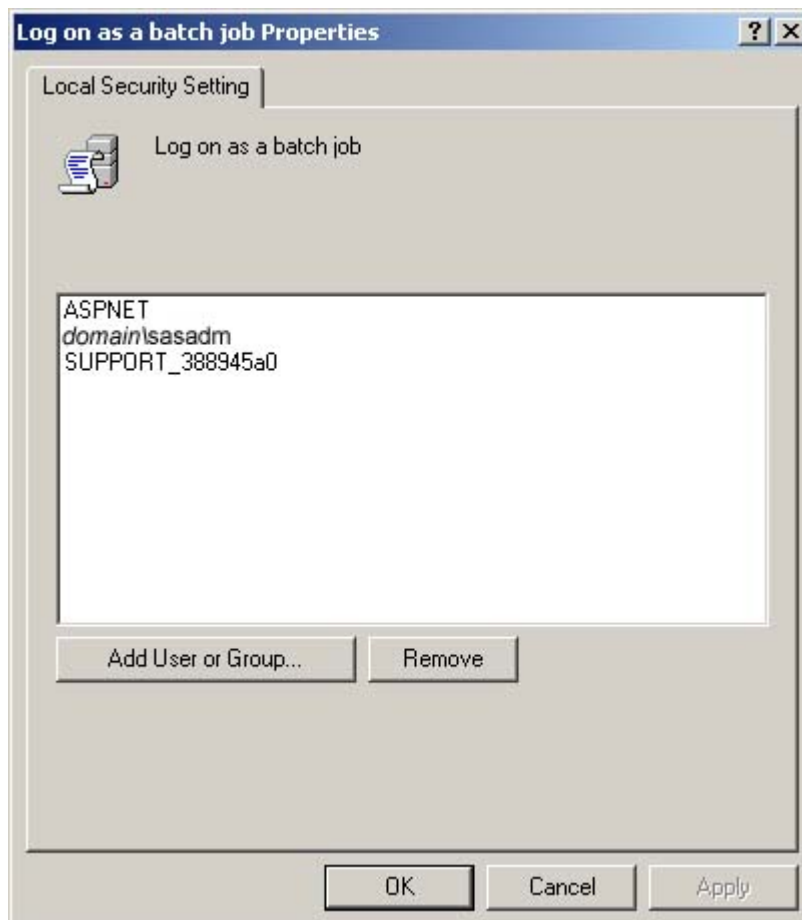 Log on as a batch job Properties
Local Security Setting
Log on as a batch job
ASPNET
domain\sasadm
SUPPORT_388945a0
Add User or Group...
Remove
OK
Cancel
Apply